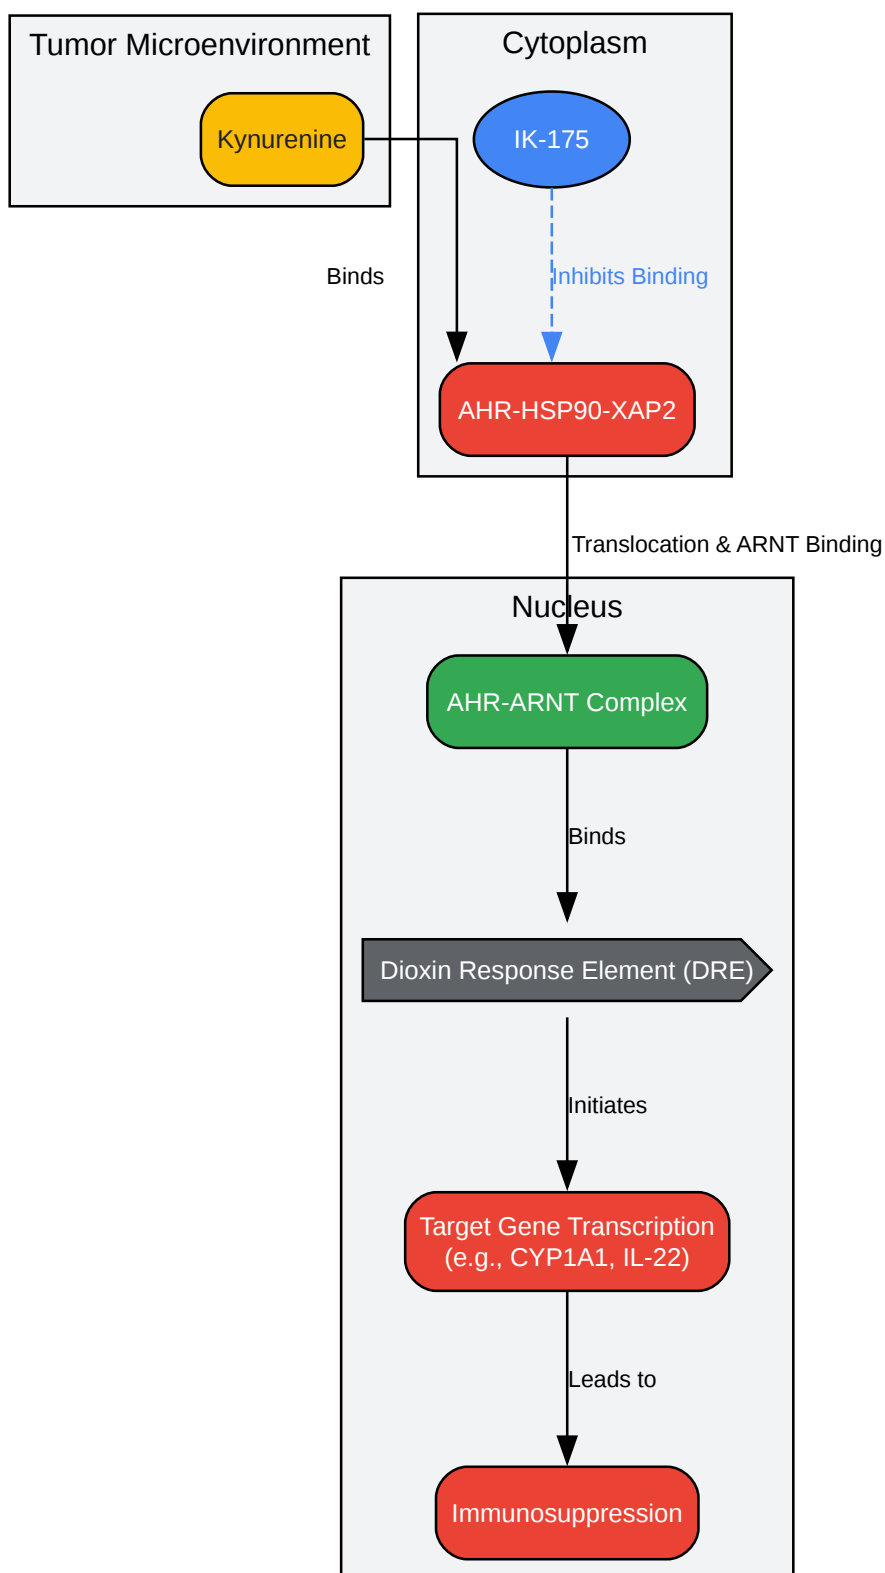 Tumor Microenvironment
Cytoplasm
Kynurenine
IK-175
Binds
Inhibits Binding
AHR-HSP90-XAP2
Translocation & ARNT Binding
Nucleus
AHR-ARNT Complex
Binds
Dioxin Response Element (DRE)
Initiates
Target Gene Transcription
(e.g., CYP1A1, IL-22)
Leads to
Immunosuppression